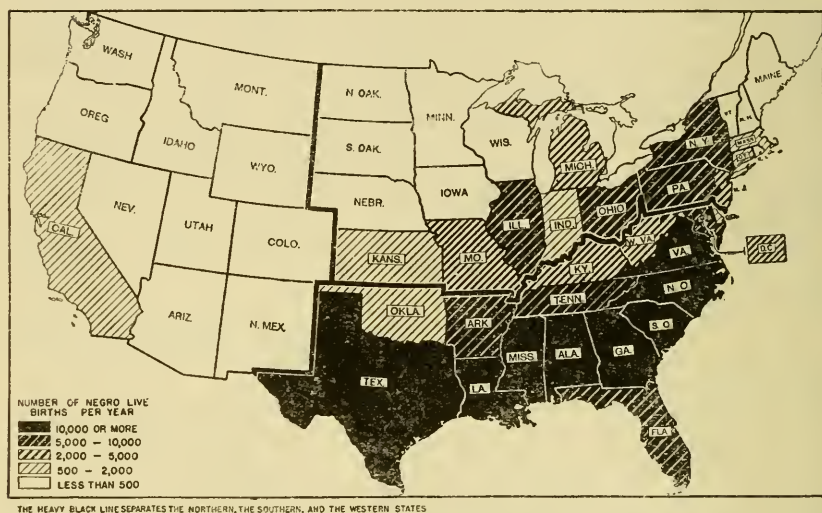 WASH
MONT.
N DAK.
MINN.
MAINE
OREG
IDAHO
S. DAK.
WIS.
MICH.
VT
N.H.
N.Y.
MASS
WYO.
NEBR.
IOWA
PA.
N.J.
NEV.
UTAH
COLO.
ILL.
IND.
OHIO
CAL.
KANS.
MO.
KY.
W.VA.
VA.
D.C.
ARIZ
N. MEX.
OKLA.
ARK
TENN.
N.C.
S.C.
TEX.
LA.
MISS
ALA.
GA.
FLA
NUMBER OF NEGRO LIVE
BIRTHS PER YEAR
10,000 OR MORE
5,000 - 10,000
2,000 - 5,000
500 - 2,000
LESS THAN 500
THE HEAVY BLACK LINE SEPARATES THE NORTHERN, THE SOUTHERN, AND THE WESTERN STATES